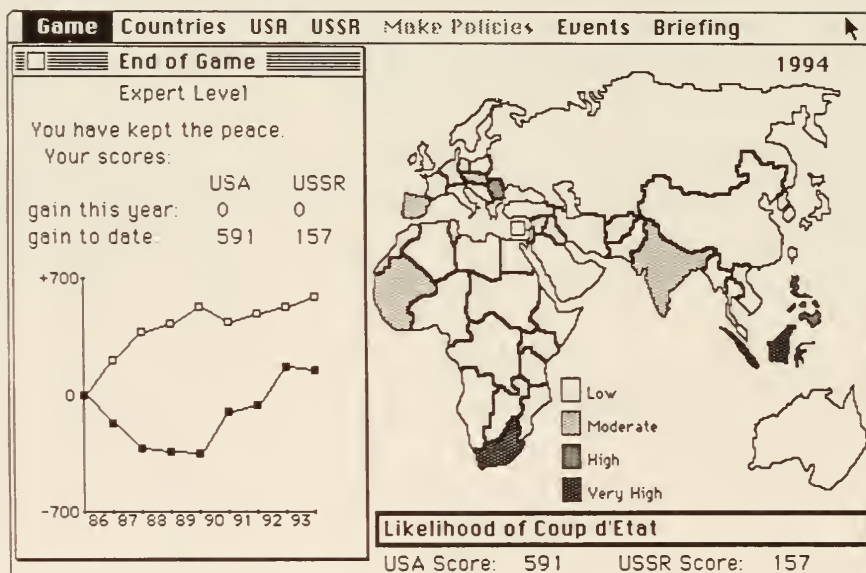 Game Countries USA USSR Make Policies Events Briefing
End of Game
Expert Level
You have kept the peace.
Your scores:
USA USSR
gain this year: 0 0
gain to date: 591 157
+700
0
-700
86 87 88 89 90 91 92 93
1994
Low
Moderate
High
Very High
Likelihood of Coup d'Etat
USA Score: 591 USSR Score: 157